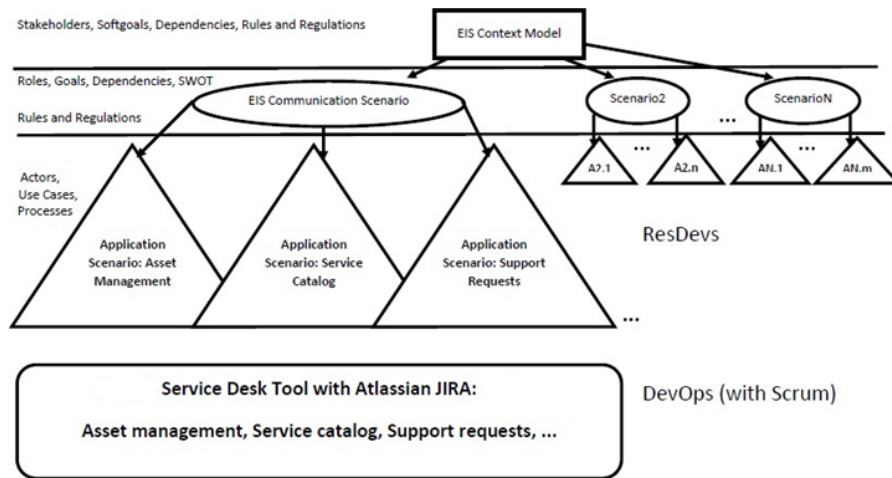 Stakeholders, Softgoals, Dependencies, Rules and Regulations
EIS Context Model
Roles, Goals, Dependencies, SWOT
EIS Communication Scenario
Scenario2
...
ScenarioN
Rules and Regulations
...
...
Actors,
Use Cases,
Processes
A2.1
A2.n
AN.1
AN.m
Application
Scenario: Asset
Management
Application
Scenario: Service
Catalog
Application
Scenario: Support
Requests
ResDevs
...
Service Desk Tool with Atlassian JIRA:
Asset management, Service catalog, Support requests, ...
DevOps (with Scrum)